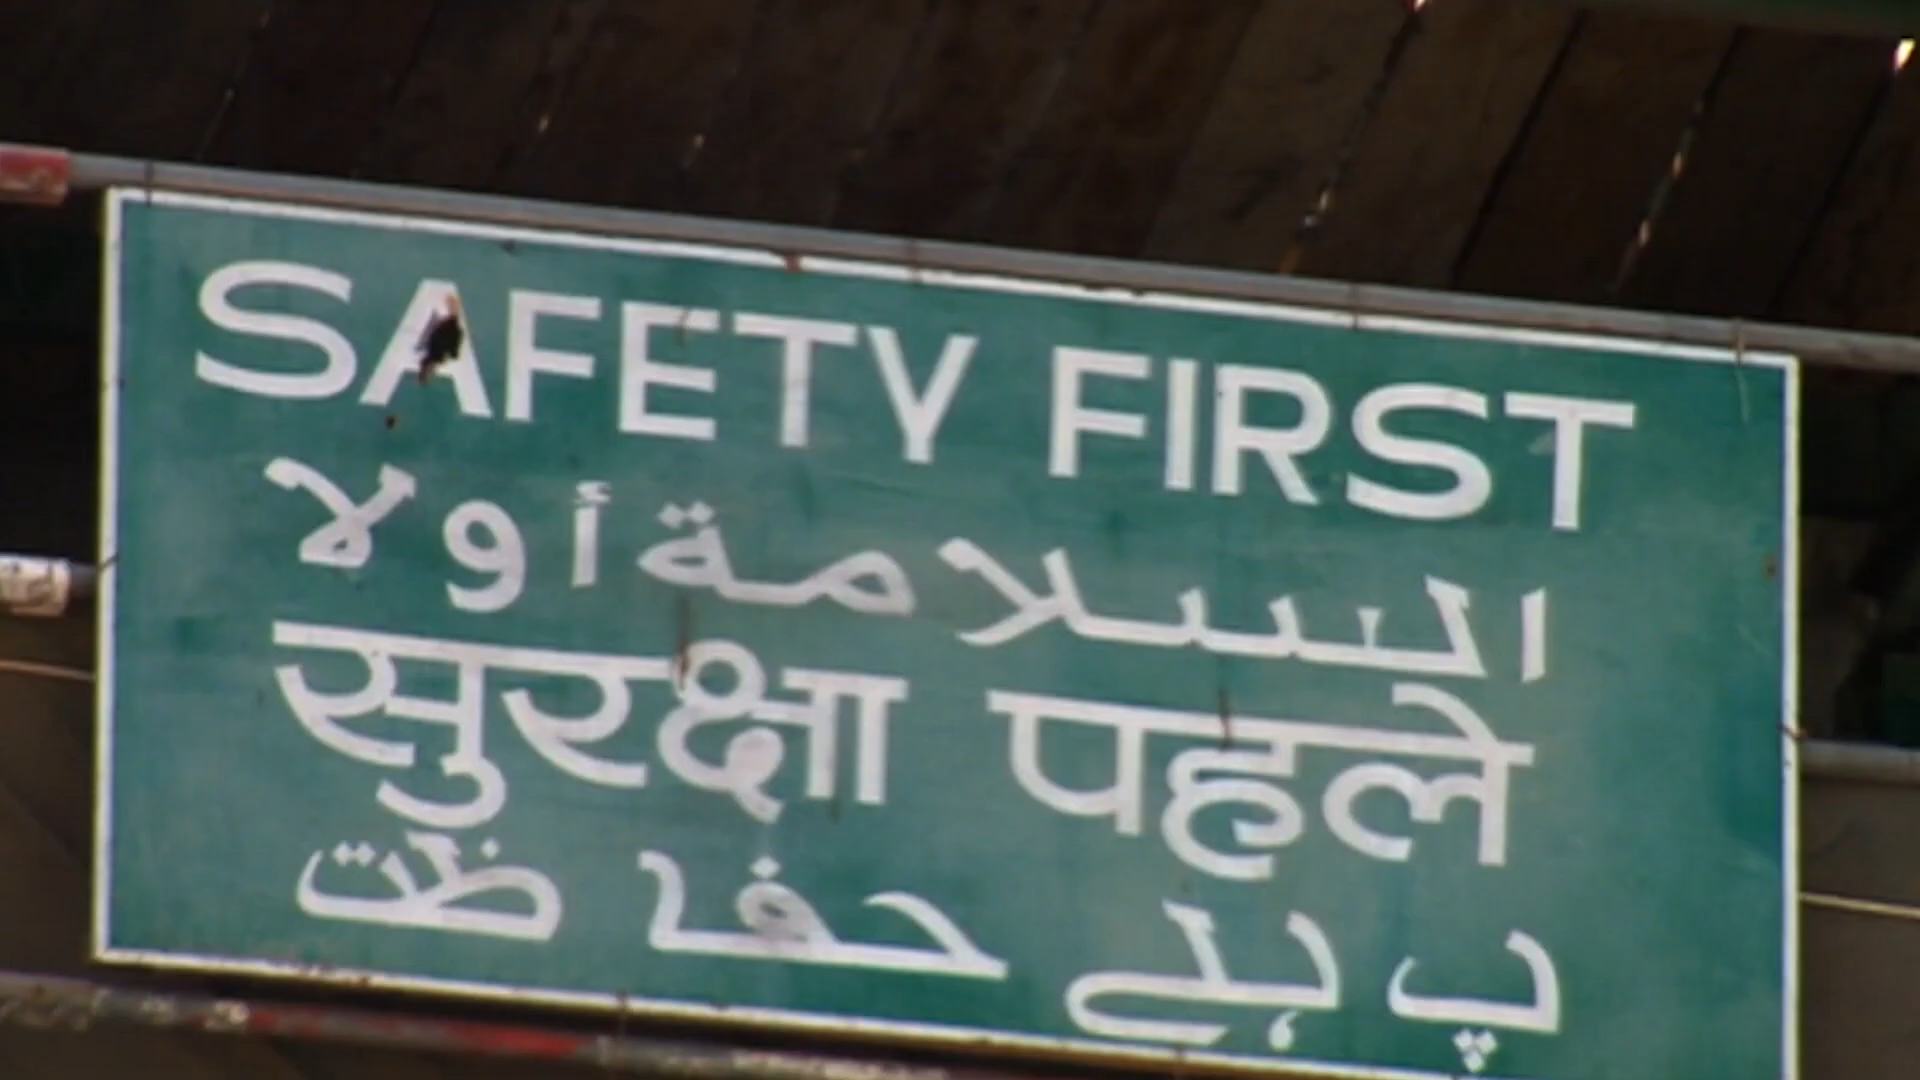 SAFETY FIRST
السلامة أولا
सुरक्षा पहले
پہلے حفاظت